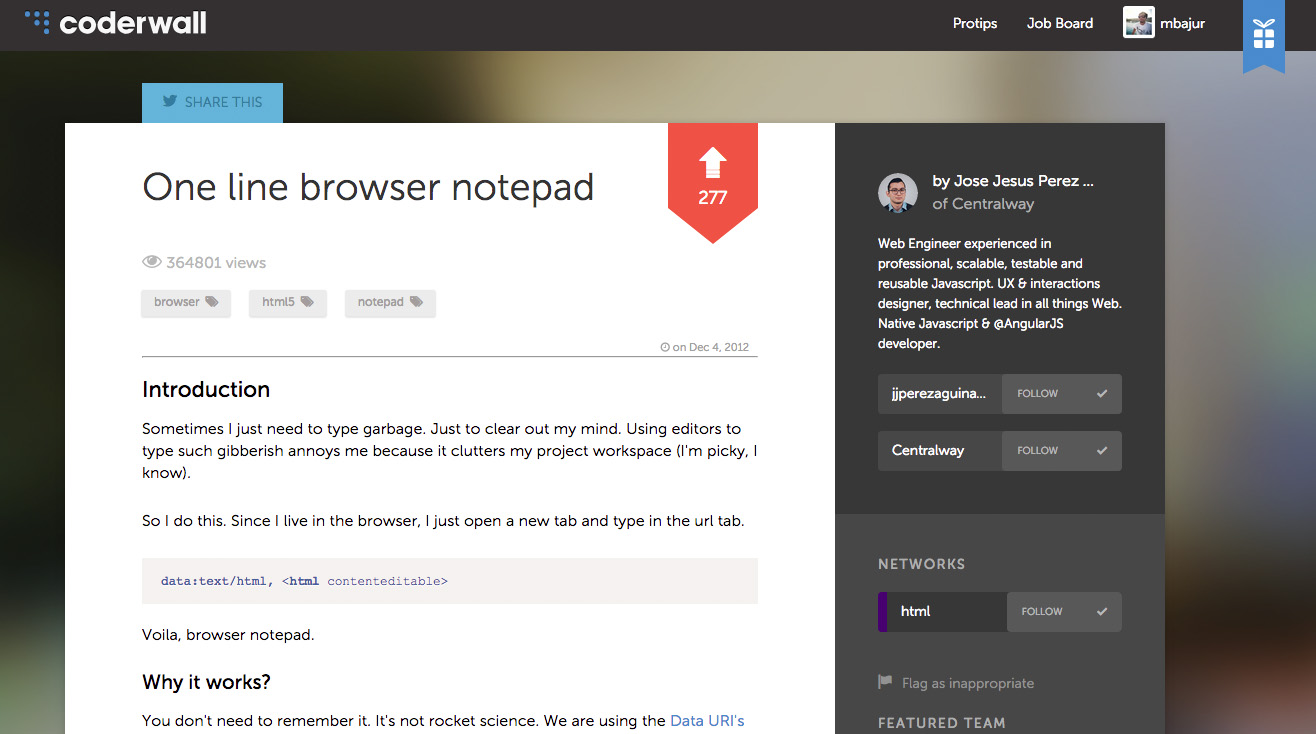 coderwall
Protips
Job Board
mbajur
SHARE THIS
One line browser notepad
277
364801 views
browser
html5
notepad
on Dec 4, 2012
Introduction
Sometimes I just need to type garbage. Just to clear out my mind. Using editors to
type such gibberish annoys me because it clutters my project workspace (I'm picky, I
know).
So I do this. Since I live in the browser, I just open a new tab and type in the url tab.
data:text/html, <html contenteditable>
Voila, browser notepad.
Why it works?
You don't need to remember it. It's not rocket science. We are using the Data URI's
by Jose Jesus Perez ...
of Centralway
Web Engineer experienced in
professional, scalable, testable and
reusable Javascript. UX & interactions
designer, technical lead in all things Web.
Native Javascript & @AngularJS
developer.
jjperezaguina...
FOLLOW
Centralway
FOLLOW
NETWORKS
html
FOLLOW
Flag as inappropriate
FEATURED TEAM